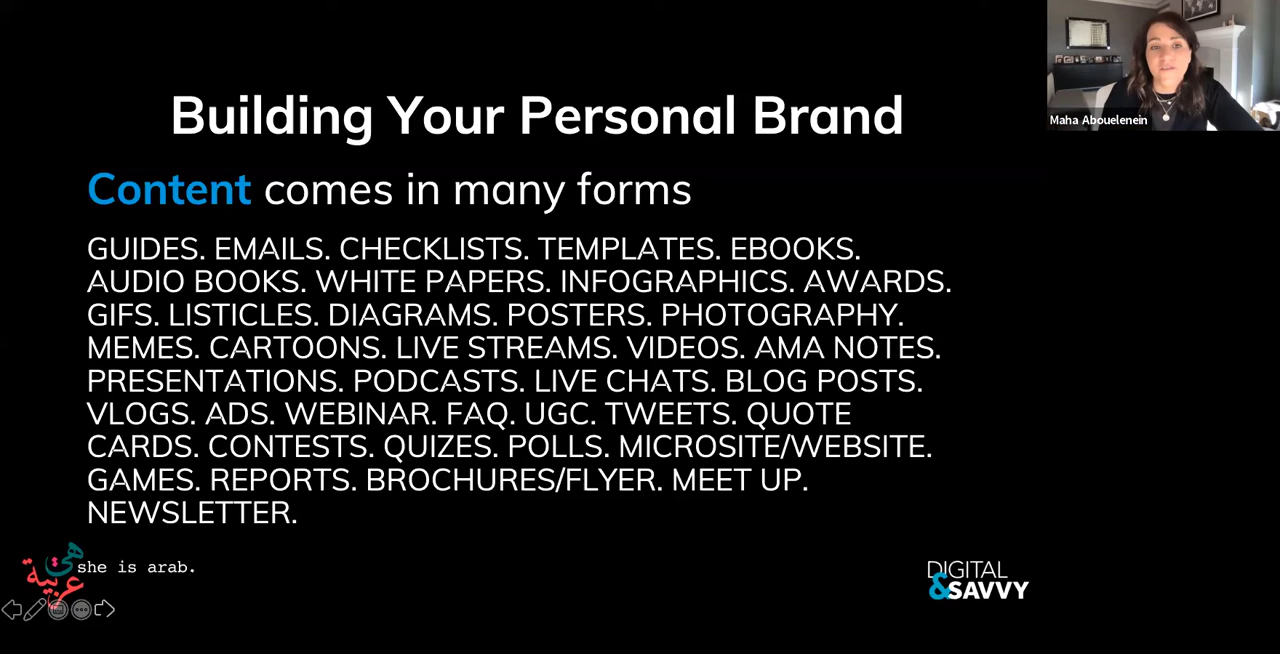 Building Your Personal Brand
Maha Abouelenein
Content comes in many forms
GUIDES. EMAILS. CHECKLISTS. TEMPLATES. EBOOKS.
AUDIO BOOKS. WHITE PAPERS. INFOGRAPHICS. AWARDS.
GIFS. LISTICLES. DIAGRAMS. POSTERS. PHOTOGRAPHY.
MEMES. CARTOONS. LIVE STREAMS. VIDEOS. AMA NOTES.
PRESENTATIONS. PODCASTS. LIVE CHATS. BLOG POSTS.
VLOGS. ADS. WEBINAR. FAQ. UGC. TWEETS. QUOTE
CARDS. CONTESTS. QUIZES. POLLS. MICROSITE/WEBSITE.
GAMES. REPORTS. BROCHURES/FLYER. MEET UP.
NEWSLETTER.
هي
عربية
she is arab.
DIGITAL
&SAVVY